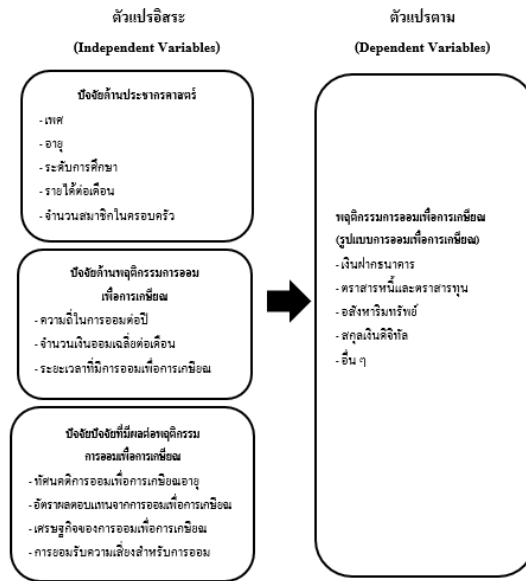 ตัวแปรอิสระ
(Independent Variables)
ปัจจัยด้านประชากรศาสตร์
- เพศ
- อายุ
- ระดับการศึกษา
- รายได้ต่อเดือน
- จำนวนสมาชิกในครอบครัว
ปัจจัยด้านพฤติกรรมการออม
เพื่อการเกษียณ
- ความถี่ในการออมต่อปี
- จำนวนเงินออมเฉลี่ยต่อเดือน
- ระยะเวลาที่มีการออมเพื่อการเกษียณ
ปัจจัยปัจจัยที่มีผลต่อพฤติกรรม
การออมเพื่อการเกษียณ
- ทัศนคติการออมเพื่อการเกษียณอายุ
- อัตราผลตอบแทนจากการออมเพื่อการเกษียณ
- เศรษฐกิจของการออมเพื่อการเกษียณ
- การยอมรับความเสี่ยงสำหรับการออม
ตัวแปรตาม
(Dependent Variables)
พฤติกรรมการออมเพื่อการเกษียณ
(รูปแบบการออมเพื่อการเกษียณ)
- เงินฝากธนาคาร
- ตราสารหนี้และตราสารทุน
- อสังหาริมทรัพย์
- สกุลเงินดิจิทัล
- อื่น ๆ